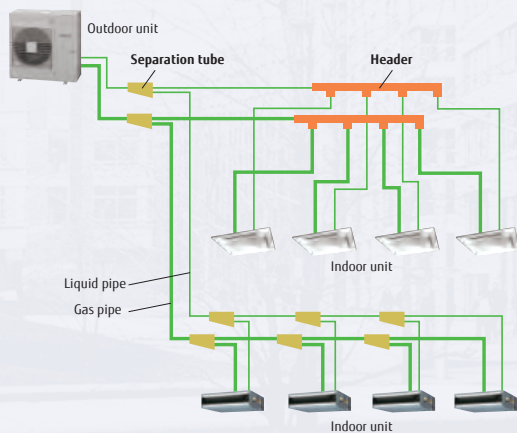 Outdoor unit
Separation tube
Header
Indoor unit
Liquid pipe
Gas pipe
Indoor unit